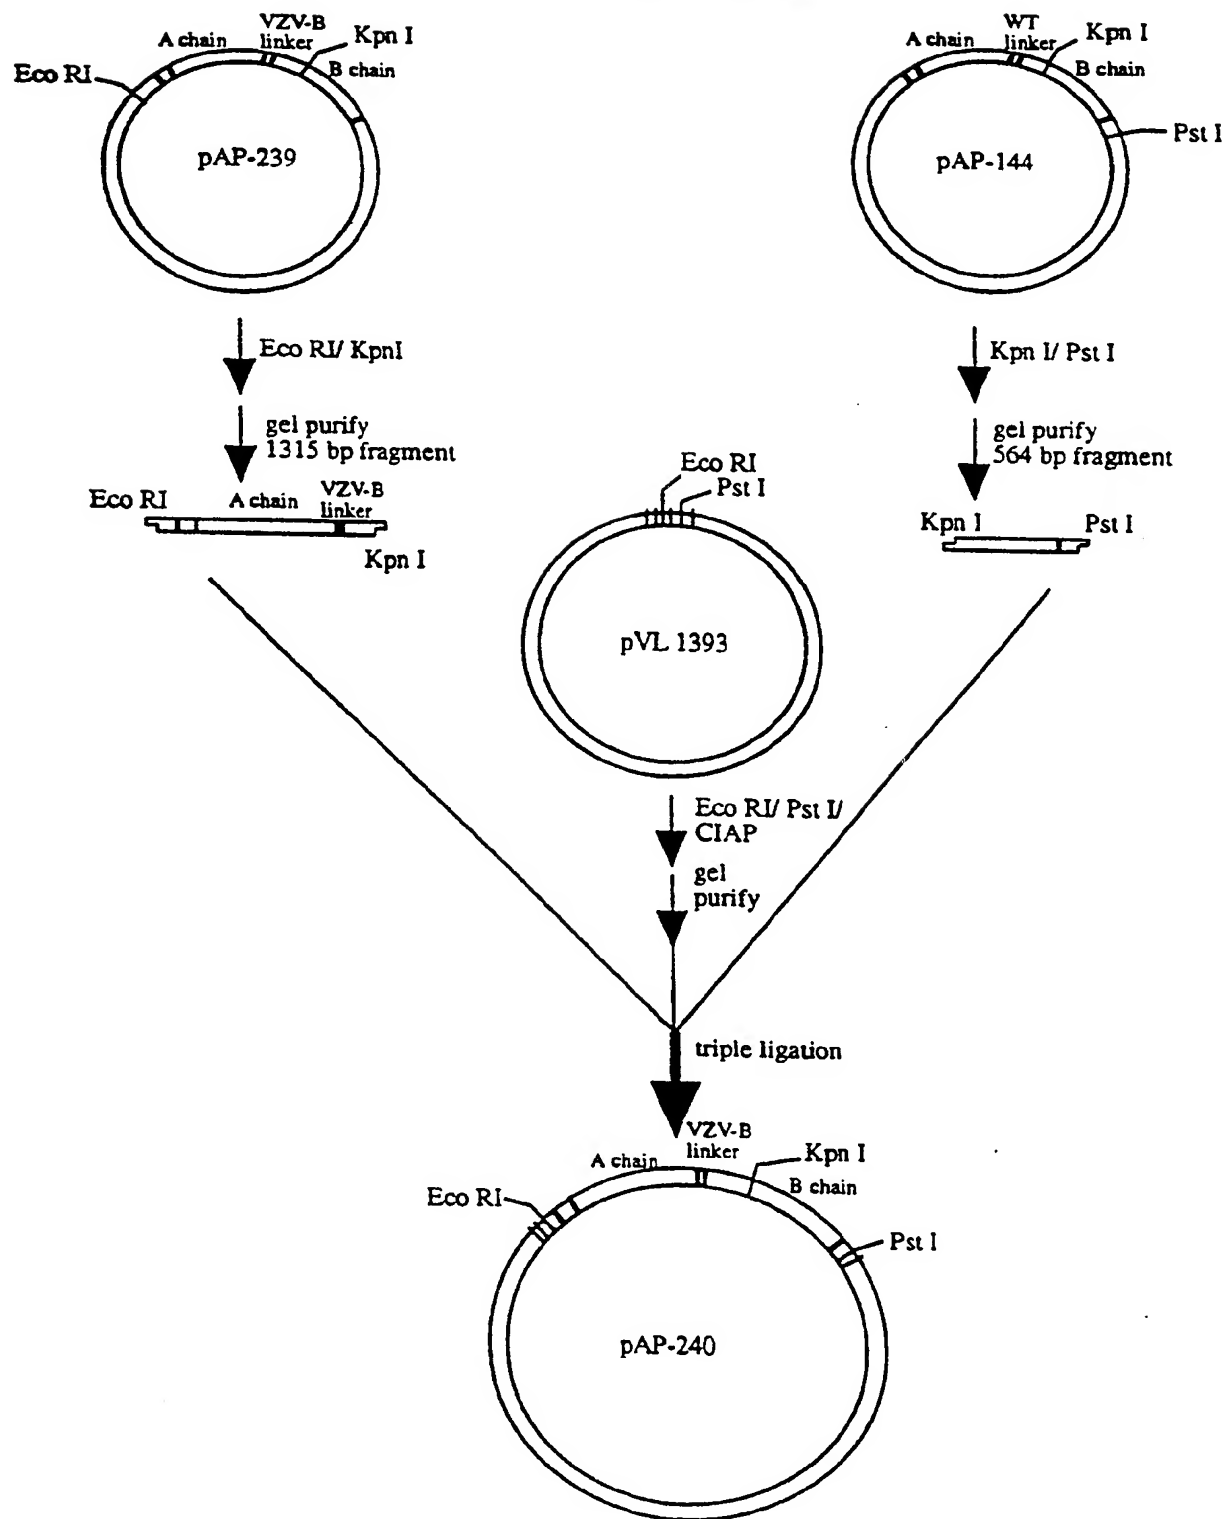 A chain
VZV-B
linker
Kpn I
Eco RI
B chain
pAP-239
A chain
WT
linker
Kpn I
B chain
Pst I
pAP-144
Eco RI/ KpnI
gel purify
1315 bp fragment
Kpn I/ Pst I
gel purify
564 bp fragment
Eco RI
A chain
VZV-B
linker
Kpn I
Kpn I
Pst I
Eco RI
Pst I
pVL 1393
Eco RI/ Pst I/
CIAP
gel
purify
triple ligation
A chain
VZV-B
linker
Kpn I
Eco RI
B chain
Pst I
pAP-240